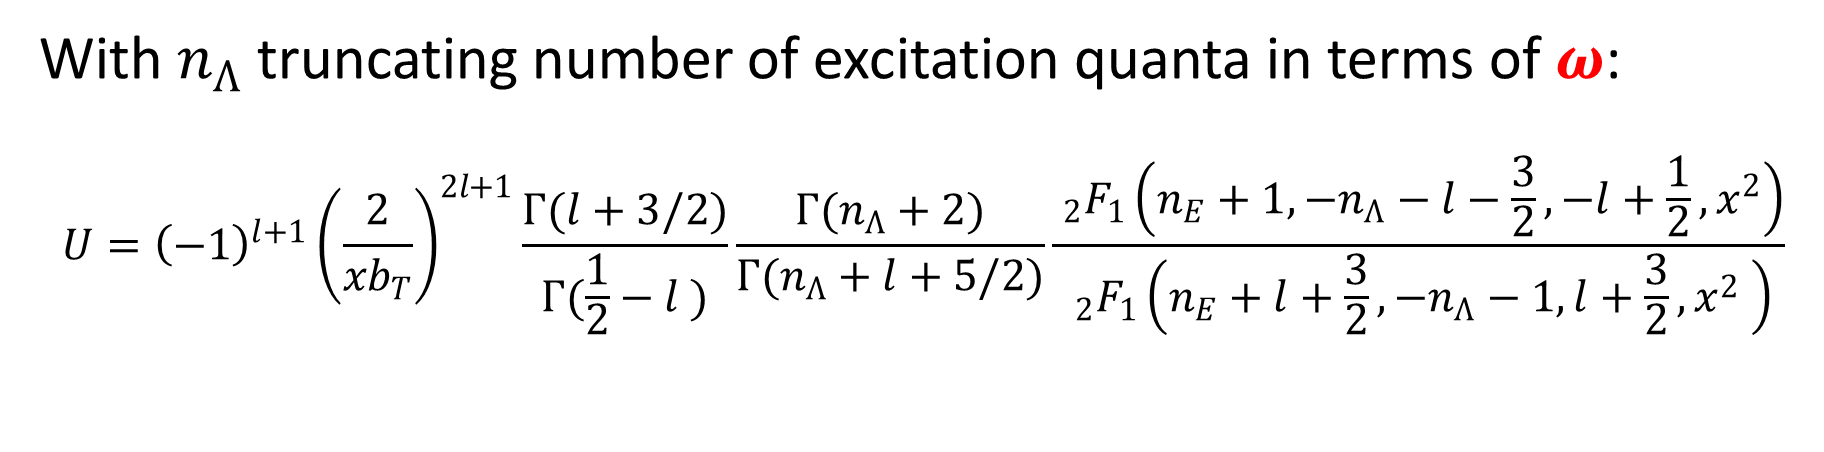 With n_Λ truncating number of excitation quanta in terms of ω:
U = (−1)^{l+1} (2/(xb_T))^{2l+1} Γ(l + 3/2)/Γ(1/2 − l) Γ(n_Λ + 2)/Γ(n_Λ + l + 5/2) ₂F₁(n_E + 1, −n_Λ − l − 3/2, −l + 1/2, x²)/₂F₁(n_E + l + 3/2, −n_Λ − 1, l + 3/2, x²)